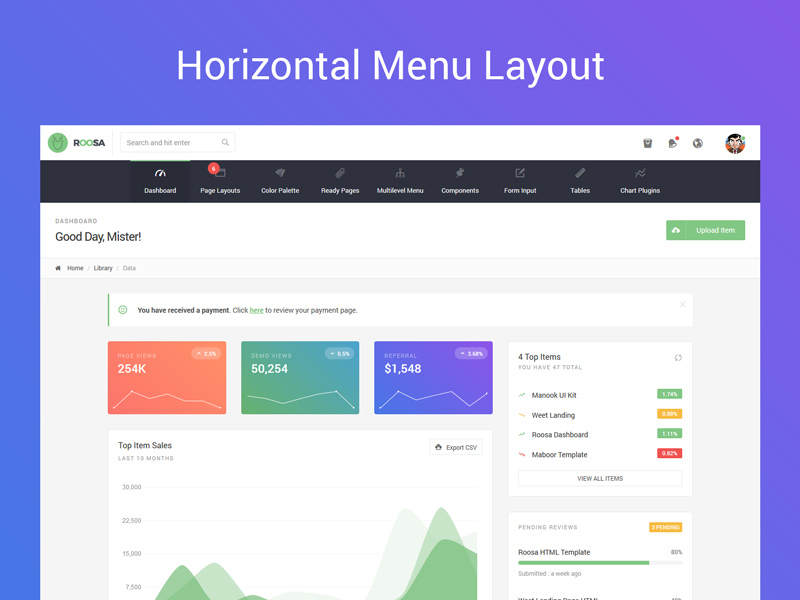 Horizontal Menu Layout
ROOSA
Search and hit enter
6
Dashboard
Page Layouts
Color Palette
Ready Pages
Multilevel Menu
Components
Form Input
Tables
Chart Plugins
DASHBOARD
Good Day, Mister!
Upload Item
Home / Library / Data
You have received a payment. Click here to review your payment page.
PAGE VIEWS
2.5%
254K
DEMO VIEWS
0.5%
50,254
REFERRAL
3.68%
$1,548
4 Top Items
YOU HAVE 47 TOTAL
Manook UI Kit
1.74%
Weet Landing
0.08%
Roosa Dashboard
1.11%
Maboor Template
0.82%
VIEW ALL ITEMS
Top Item Sales
LAST 10 MONTHS
Export CSV
30,000
22,500
15,000
7,500
PENDING REVIEWS
2 PENDING
Roosa HTML Template
80%
Submitted : a week ago